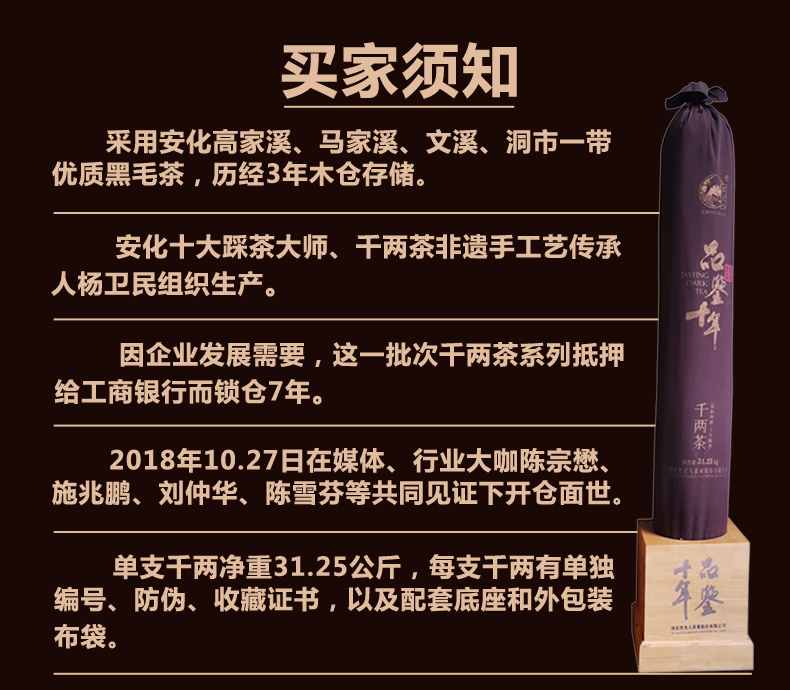 买家须知
采用安化高家溪、马家溪、文溪、洞市一带
优质黑毛茶，历经3年木仓存储。
安化十大踩茶大师、千两茶非遗手工艺传承
人杨卫民组织生产。
因企业发展需要，这一批次千两茶系列抵押
给工商银行而锁仓7年。
2018年10.27日在媒体、行业大咖陈宗懋、
施兆鹏、刘仲华、陈雪芬等共同见证下开仓面世。
单支千两净重31.25公斤，每支千两有单独
编号、防伪、收藏证书，以及配套底座和外包装
布袋。
品鉴十年
TASTING
DARK
TEA
千两茶
31.25kg
品鉴
十年